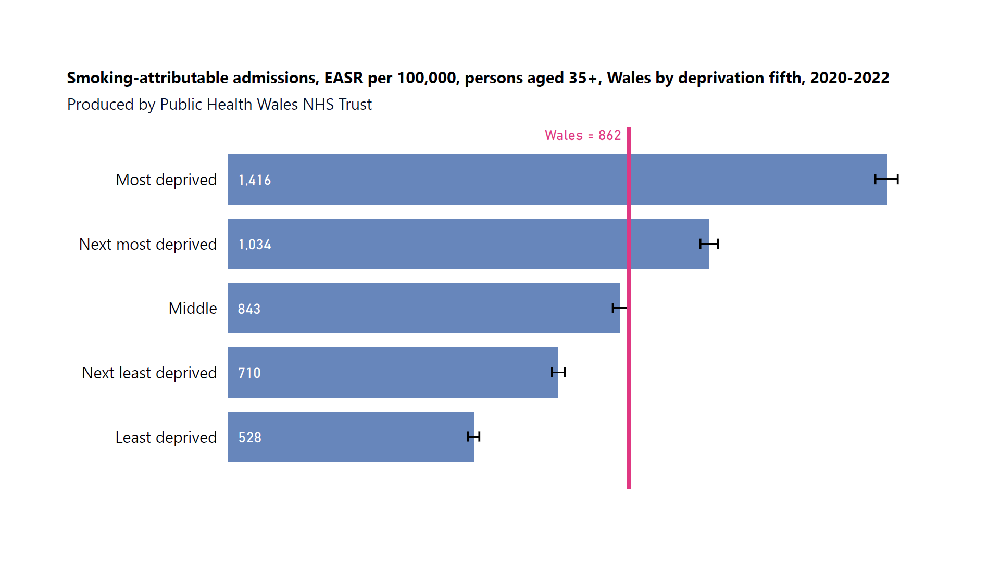 Smoking-attributable admissions, EASR per 100,000, persons aged 35+, Wales by deprivation fifth, 2020-2022
Produced by Public Health Wales NHS Trust
Wales = 862
Most deprived 1,416
Next most deprived 1,034
Middle 843
Next least deprived 710
Least deprived 528